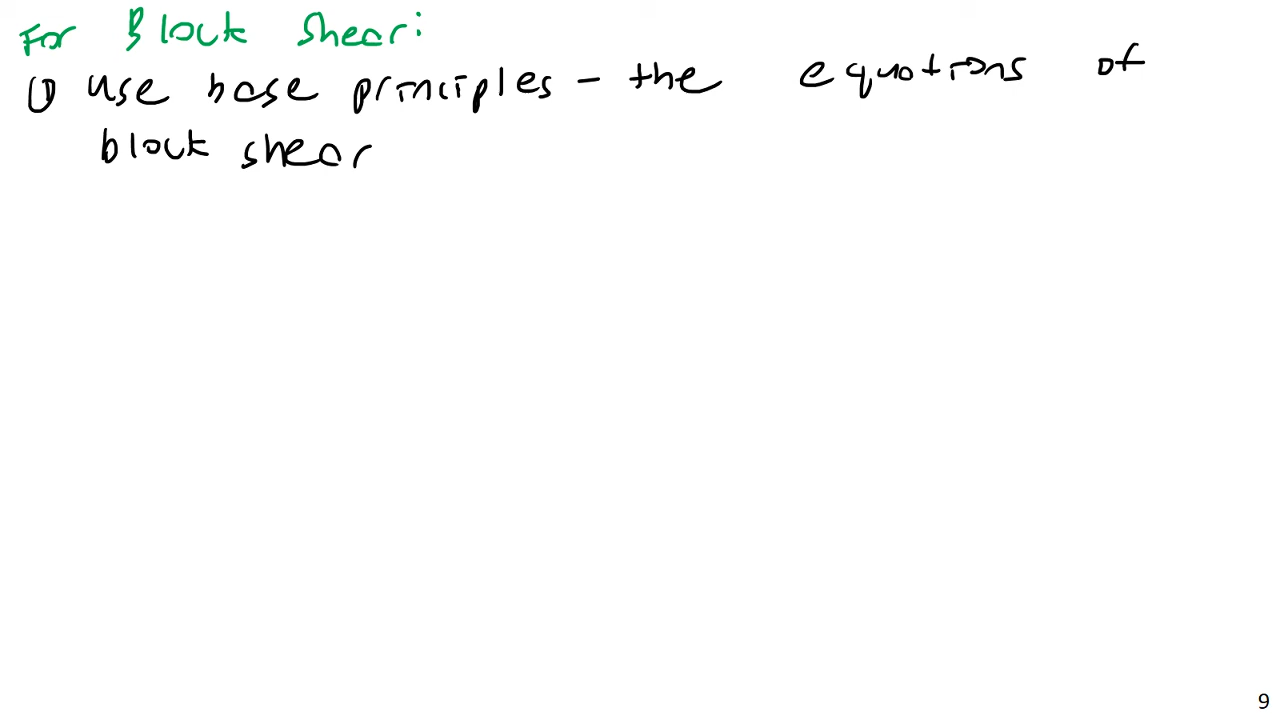 For Block Shear:
① use base principles - the equations of
block shear
9